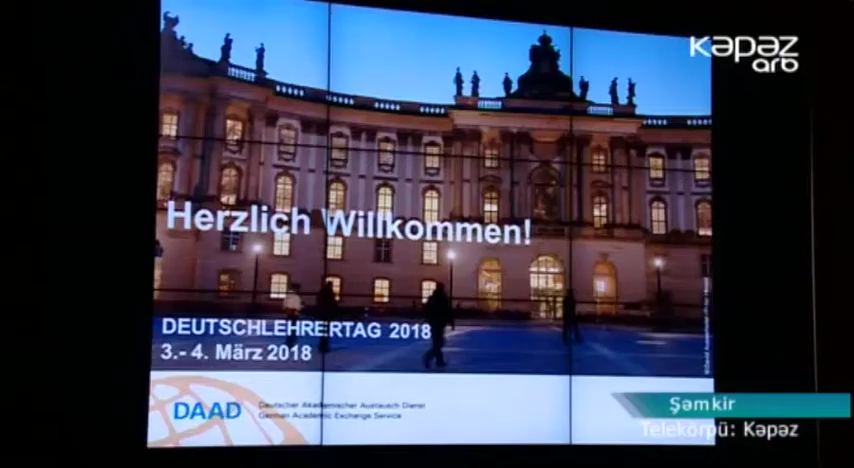 Kəpəz
arb
Herzlich Willkommen!
DEUTSCHLEHRERTAG 2018
3.- 4. März 2018
DAAD
Deutscher Akademischer Austausch Dienst
German Academic Exchange Service
Şəmkir
Telekörpü: Kəpəz